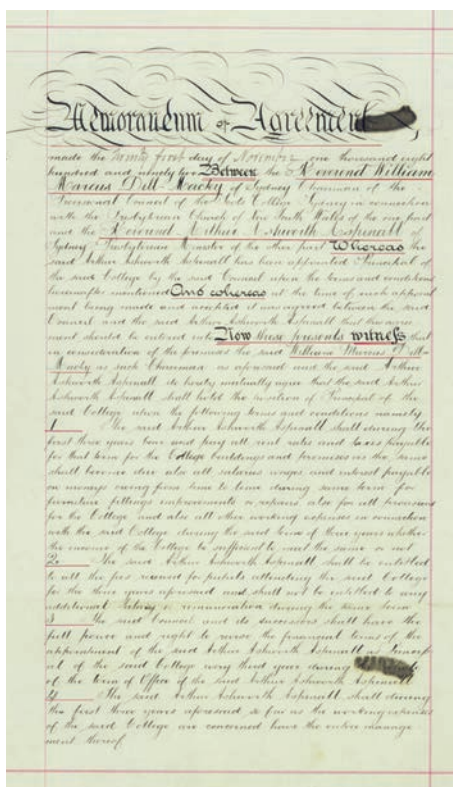 Memorandum of Agreement
made the twenty first day of November one thousand eight
hundred and ninety two Between the Reverend William
Marcus Dill-Macky of Sydney Chairman of the
Provisional Council of the Scots College Sydney in connection
with the Presbyterian Church of New South Wales of the one part
and the Reverend Arthur Ashworth Aspinall of
Sydney Presbyterian Minister of the other part Whereas the
said Arthur Ashworth Aspinall has been appointed Principal of
the said College by the said Council upon the terms and conditions
hereinafter mentioned And whereas at the time of such appoint
ment being made and accepted it was agreed between the said
Council and the said Arthur Ashworth Aspinall that this agree
ment should be entered into Now these presents witness that
in consideration of the premises the said William Marcus Dill
Macky as such Chairman as aforesaid and the said Arthur
Ashworth Aspinall do hereby mutually agree that the said Arthur
Ashworth Aspinall shall hold the position of Principal of the
said College upon the following terms and conditions namely
1 The said Arthur Ashworth Aspinall shall during the
first three years bear and pay all rent rates and taxes payable
for that term for the College buildings and premises as the same
shall become due also all salaries wages and interest payable
on moneys owing from time to time during same term for
furniture fittings improvements or repairs also for all provisions
for the College and also all other working expenses in connection
with the said College during the said term of three years whether
the income of the College be sufficient to meet the same or not
2 The said Arthur Ashworth Aspinall shall be entitled
to all the fees received for pupils attending the said College
for the three years aforesaid and shall not be entitled to any
additional salary or remuneration during the same term
3 The said Council and its successors shall have the
full power and right to revise the financial terms of the
appointment of the said Arthur Ashworth Aspinall as Princip
al of the said College every third year during
of the term of Office of the said Arthur Ashworth Aspinall
4 The said Arthur Ashworth Aspinall shall during
the first three years aforesaid so far as the working expenses
of the said College are concerned have the entire manage
ment thereof